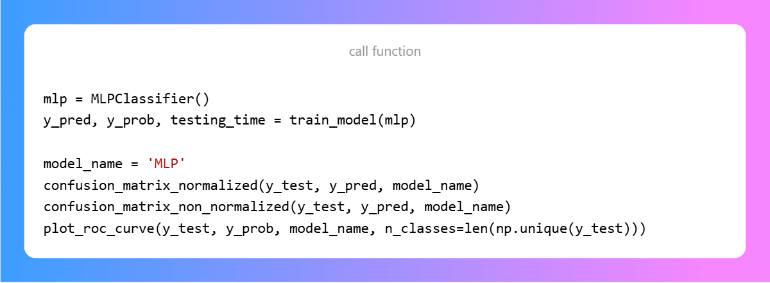 call function
mlp = MLPClassifier()
y_pred, y_prob, testing_time = train_model(mlp)
model_name = 'MLP'
confusion_matrix_normalized(y_test, y_pred, model_name)
confusion_matrix_non_normalized(y_test, y_pred, model_name)
plot_roc_curve(y_test, y_prob, model_name, n_classes=len(np.unique(y_test)))